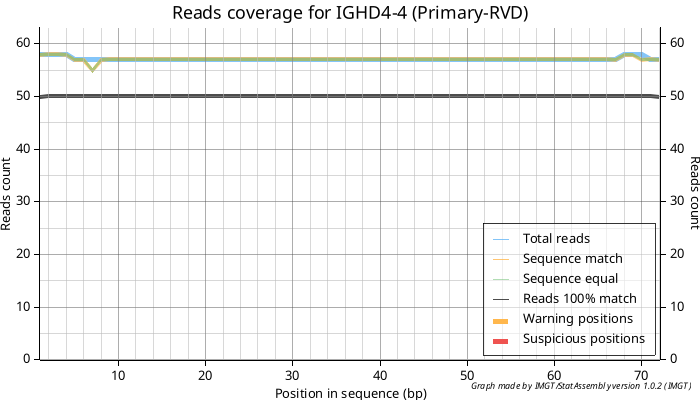 Reads coverage for IGHD4-4 (Primary-RVD)
60 60
50 50
40 40
30 30
20 20
10 10
0 0
Reads count
Reads count
Total reads
Sequence match
Sequence equal
Reads 100% match
Warning positions
Suspicious positions
10 20 30 40 50 60 70
Position in sequence (bp)
Graph made by IMGT/StatAssembly version 1.0.2 (IMGT)